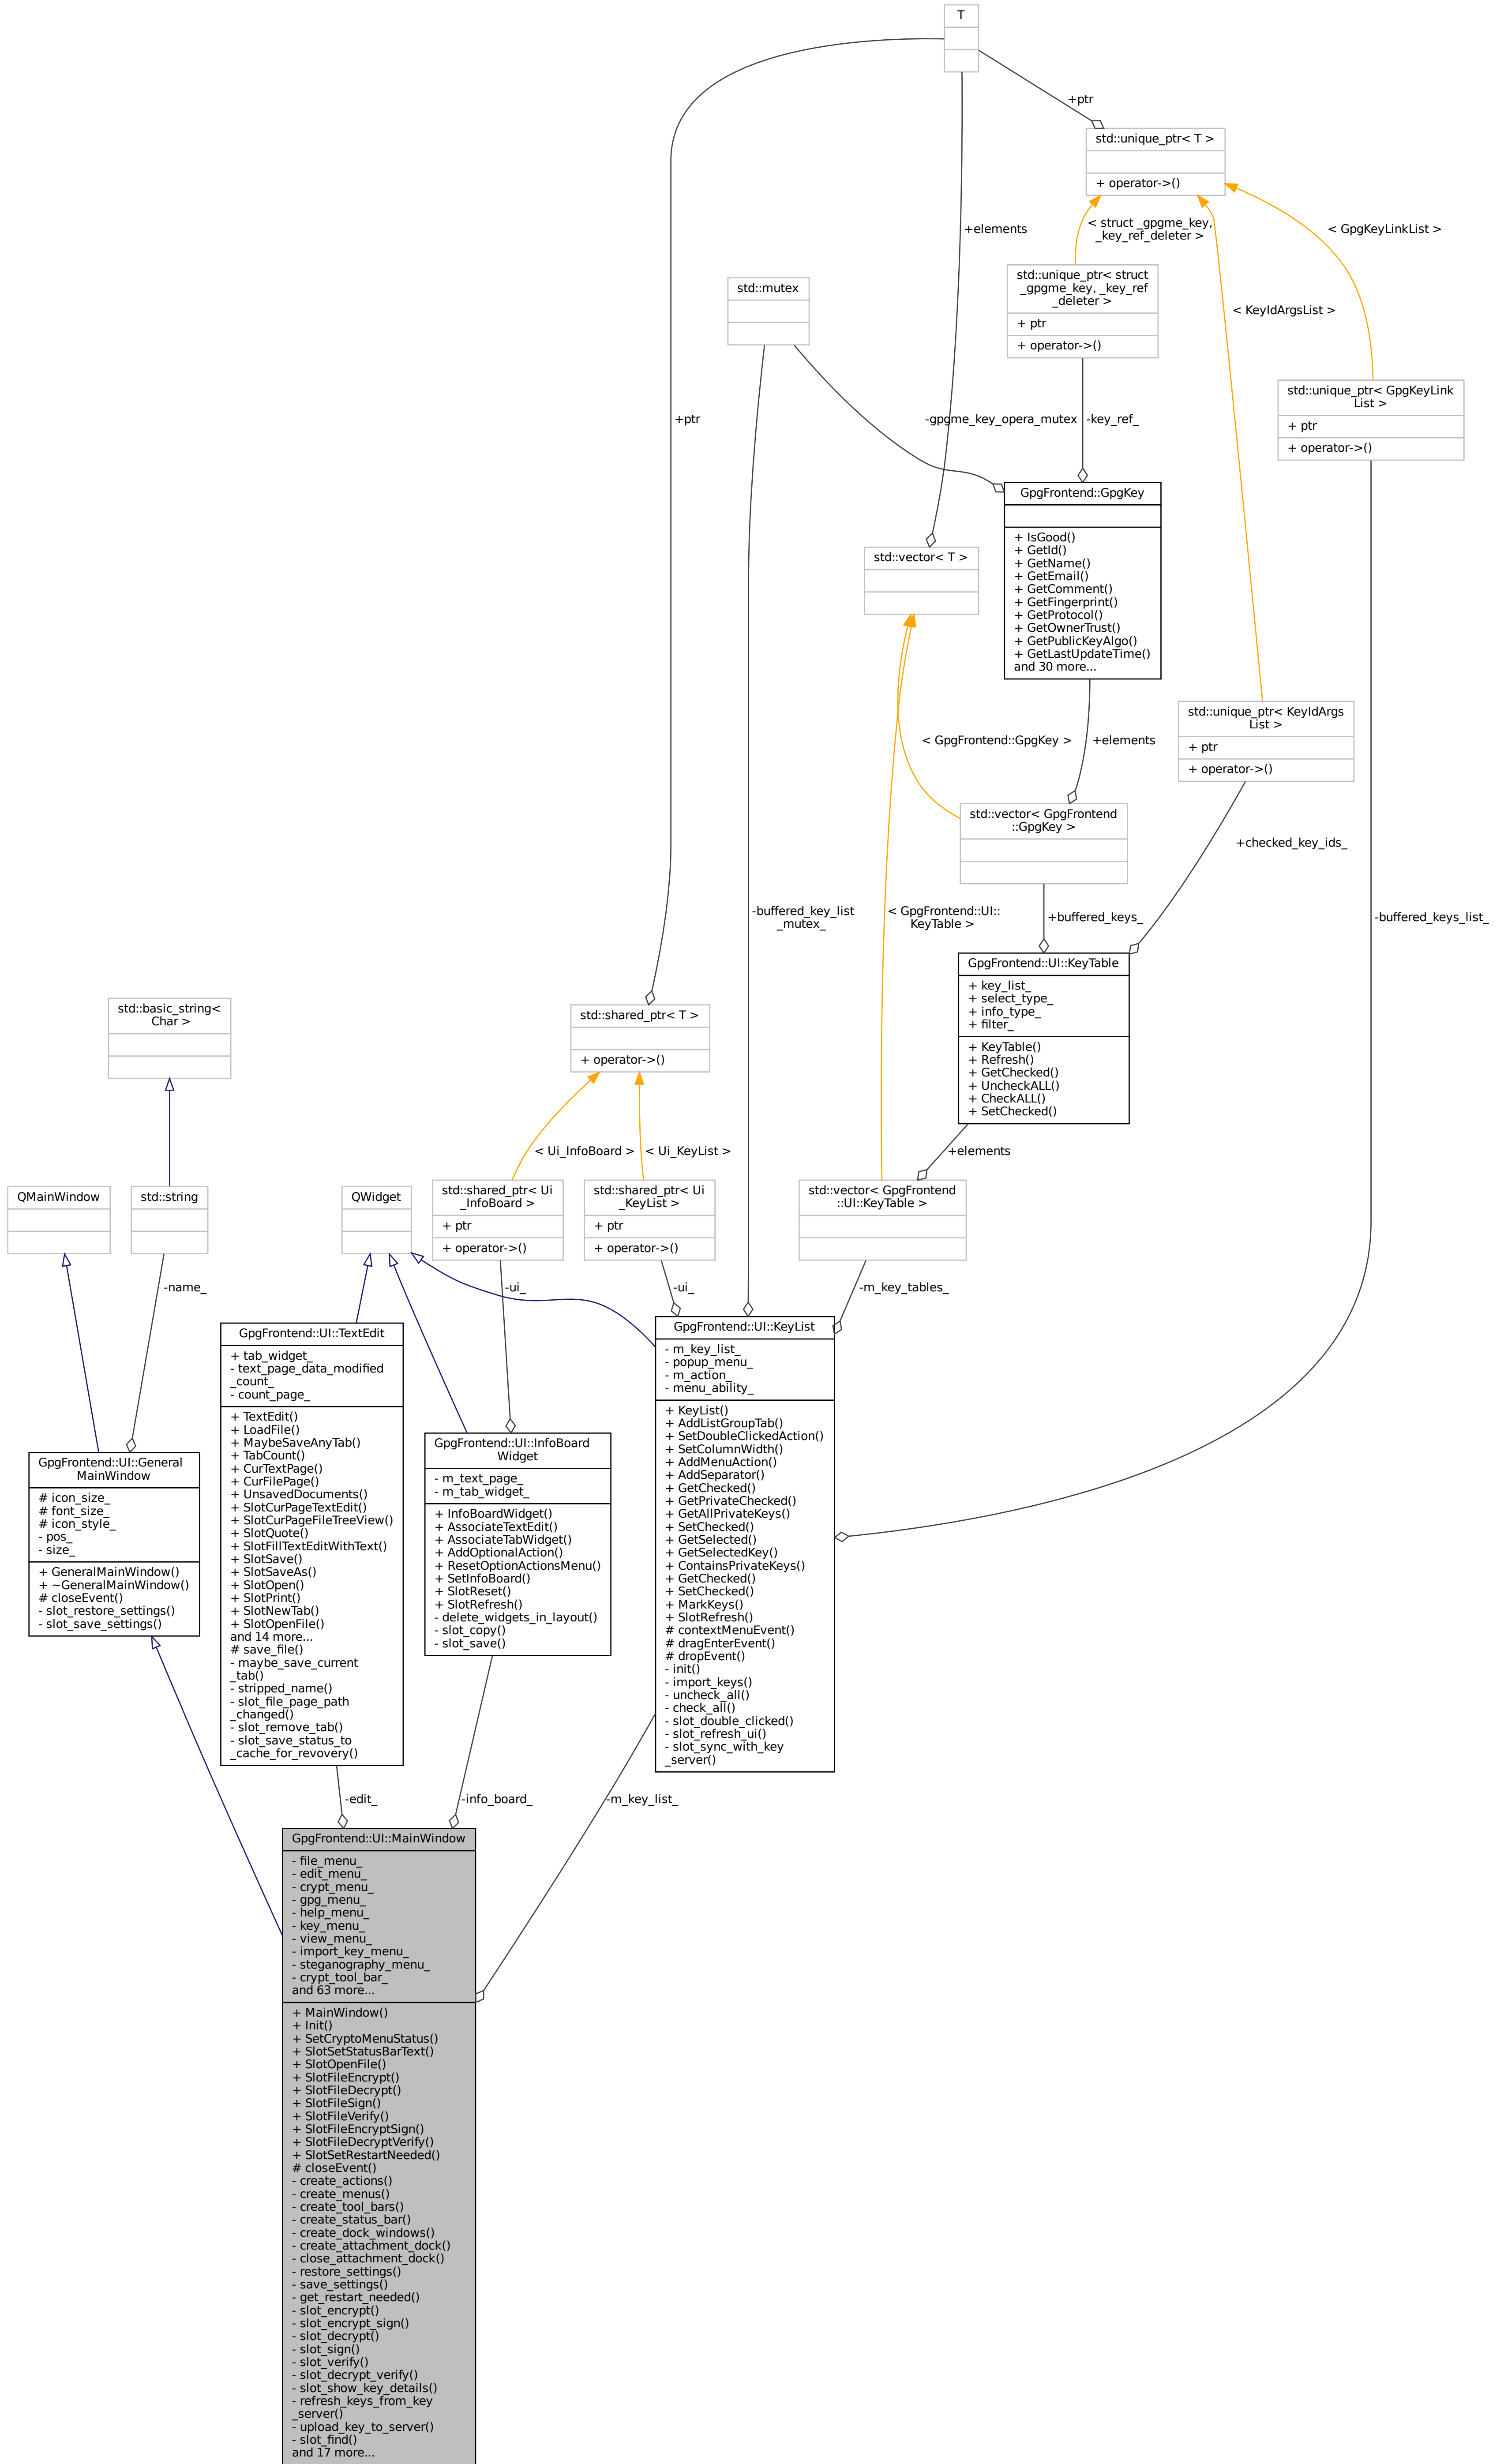 T
+ptr
std::unique_ptr< T >
+ operator->()
+elements
< struct _gpgme_key,
_key_ref_deleter >
< GpgKeyLinkList >
std::unique_ptr< struct
_gpgme_key, _key_ref
_deleter >
+ ptr
+ operator->()
std::mutex
< KeyIdArgsList >
std::unique_ptr< GpgKeyLink
List >
+ ptr
+ operator->()
+ptr
-gpgme_key_opera_mutex
-key_ref_
GpgFrontend::GpgKey
+ IsGood()
+ GetId()
+ GetName()
+ GetEmail()
+ GetComment()
+ GetFingerprint()
+ GetProtocol()
+ GetOwnerTrust()
+ GetPublicKeyAlgo()
+ GetLastUpdateTime()
and 30 more...
std::vector< T >
std::unique_ptr< KeyIdArgs
List >
+ ptr
+ operator->()
< GpgFrontend::GpgKey >
+elements
std::vector< GpgFrontend
::GpgKey >
+checked_key_ids_
-buffered_key_list
_mutex_
< GpgFrontend::UI::
KeyTable >
+buffered_keys_
-buffered_keys_list_
GpgFrontend::UI::KeyTable
+ key_list_
+ select_type_
+ info_type_
+ filter_
+ KeyTable()
+ Refresh()
+ GetChecked()
+ UncheckALL()
+ CheckALL()
+ SetChecked()
std::basic_string<
Char >
std::shared_ptr< T >
+ operator->()
< Ui_InfoBoard >
< Ui_KeyList >
+elements
QMainWindow
std::string
QWidget
std::shared_ptr< Ui
_InfoBoard >
+ ptr
+ operator->()
std::shared_ptr< Ui
_KeyList >
+ ptr
+ operator->()
std::vector< GpgFrontend
::UI::KeyTable >
-name_
-ui_
-ui_
-m_key_tables_
GpgFrontend::UI::TextEdit
+ tab_widget_
- text_page_data_modified
_count_
- count_page_
+ TextEdit()
+ LoadFile()
+ MaybeSaveAnyTab()
+ TabCount()
+ CurTextPage()
+ CurFilePage()
+ UnsavedDocuments()
+ SlotCurPageTextEdit()
+ SlotCurPageFileTreeView()
+ SlotQuote()
+ SlotFillTextEditWithText()
+ SlotSave()
+ SlotSaveAs()
+ SlotOpen()
+ SlotPrint()
+ SlotNewTab()
+ SlotOpenFile()
and 14 more...
# save_file()
- maybe_save_current
_tab()
- stripped_name()
- slot_file_page_path
_changed()
- slot_remove_tab()
- slot_save_status_to
_cache_for_revovery()
GpgFrontend::UI::KeyList
- m_key_list_
- popup_menu_
- m_action_
- menu_ability_
+ KeyList()
+ AddListGroupTab()
+ SetDoubleClickedAction()
+ SetColumnWidth()
+ AddMenuAction()
+ AddSeparator()
+ GetChecked()
+ GetPrivateChecked()
+ GetAllPrivateKeys()
+ SetChecked()
+ GetSelected()
+ GetSelectedKey()
+ ContainsPrivateKeys()
+ GetChecked()
+ SetChecked()
+ MarkKeys()
+ SlotRefresh()
# contextMenuEvent()
# dragEnterEvent()
# dropEvent()
- init()
- import_keys()
- uncheck_all()
- check_all()
- slot_double_clicked()
- slot_refresh_ui()
- slot_sync_with_key
_server()
GpgFrontend::UI::General
MainWindow
# icon_size_
# font_size_
# icon_style_
- pos_
- size_
+ GeneralMainWindow()
+ ~GeneralMainWindow()
# closeEvent()
- slot_restore_settings()
- slot_save_settings()
GpgFrontend::UI::InfoBoard
Widget
- m_text_page_
- m_tab_widget_
+ InfoBoardWidget()
+ AssociateTextEdit()
+ AssociateTabWidget()
+ AddOptionalAction()
+ ResetOptionActionsMenu()
+ SetInfoBoard()
+ SlotReset()
+ SlotRefresh()
- delete_widgets_in_layout()
- slot_copy()
- slot_save()
-edit_
-info_board_
-m_key_list_
GpgFrontend::UI::MainWindow
- file_menu_
- edit_menu_
- crypt_menu_
- gpg_menu_
- help_menu_
- key_menu_
- view_menu_
- import_key_menu_
- steganography_menu_
- crypt_tool_bar_
and 63 more...
+ MainWindow()
+ Init()
+ SetCryptoMenuStatus()
+ SlotSetStatusBarText()
+ SlotOpenFile()
+ SlotFileEncrypt()
+ SlotFileDecrypt()
+ SlotFileSign()
+ SlotFileVerify()
+ SlotFileEncryptSign()
+ SlotFileDecryptVerify()
+ SlotSetRestartNeeded()
# closeEvent()
- create_actions()
- create_menus()
- create_tool_bars()
- create_status_bar()
- create_dock_windows()
- create_attachment_dock()
- close_attachment_dock()
- restore_settings()
- save_settings()
- get_restart_needed()
- slot_encrypt()
- slot_encrypt_sign()
- slot_decrypt()
- slot_sign()
- slot_verify()
- slot_decrypt_verify()
- slot_show_key_details()
- refresh_keys_from_key
_server()
- upload_key_to_server()
- slot_find()
and 17 more...